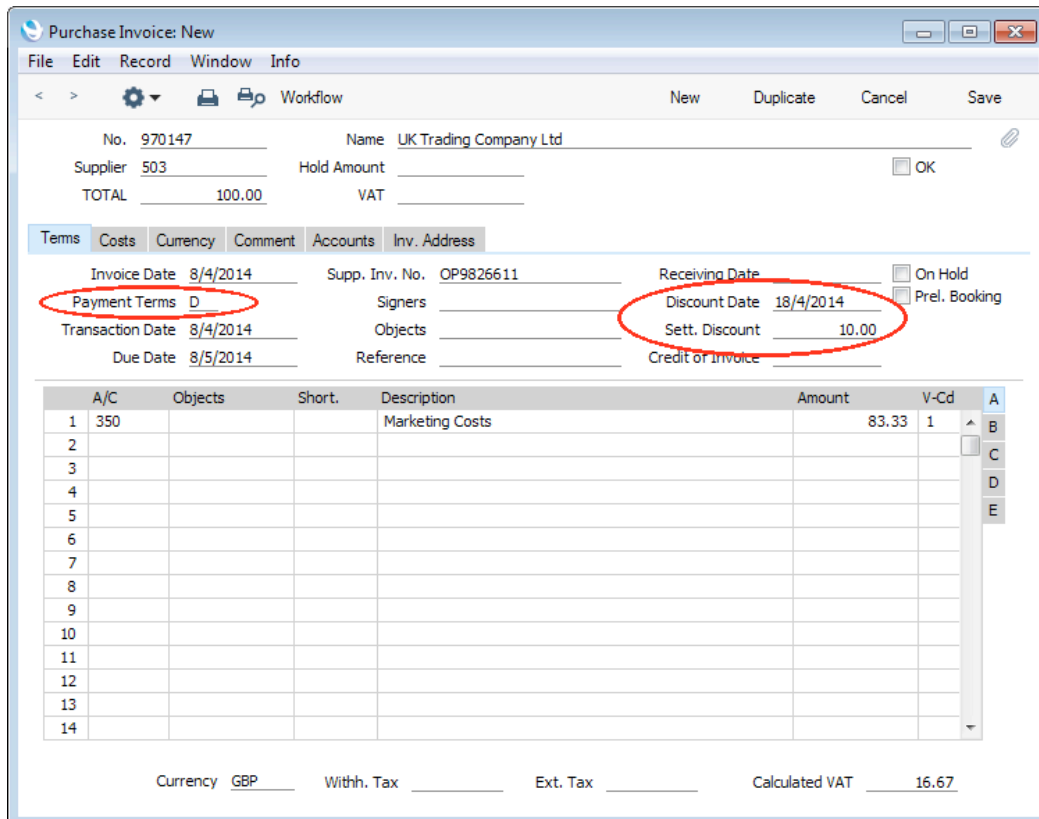 Purchase Invoice: New
File Edit Record Window Info
< > Workflow New Duplicate Cancel Save
No. 970147 Name UK Trading Company Ltd
Supplier 503 Hold Amount OK
TOTAL 100.00 VAT
Terms Costs Currency Comment Accounts Inv. Address
Invoice Date 8/4/2014 Supp. Inv. No. OP9826611 Receiving Date On Hold
Payment Terms D Signers Discount Date 18/4/2014 Prel. Booking
Transaction Date 8/4/2014 Objects Sett. Discount 10.00
Due Date 8/5/2014 Reference Credit of Invoice
A/C Objects Short. Description Amount V-Cd A
1 350 Marketing Costs 83.33 1 B
2
3 C
4 D
5 E
6
7
8
9
10
11
12
13
14
Currency GBP Withh. Tax Ext. Tax Calculated VAT 16.67